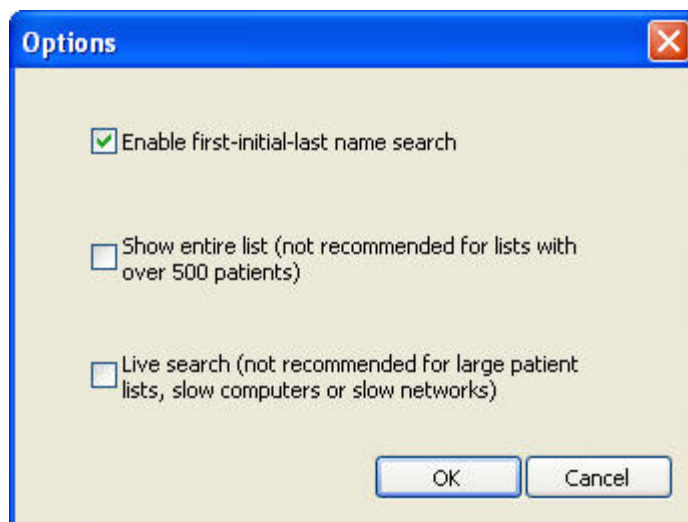 Options
Enable first-initial-last name search
Show entire list (not recommended for lists with
over 500 patients)
Live search (not recommended for large patient
lists, slow computers or slow networks)
OK
Cancel